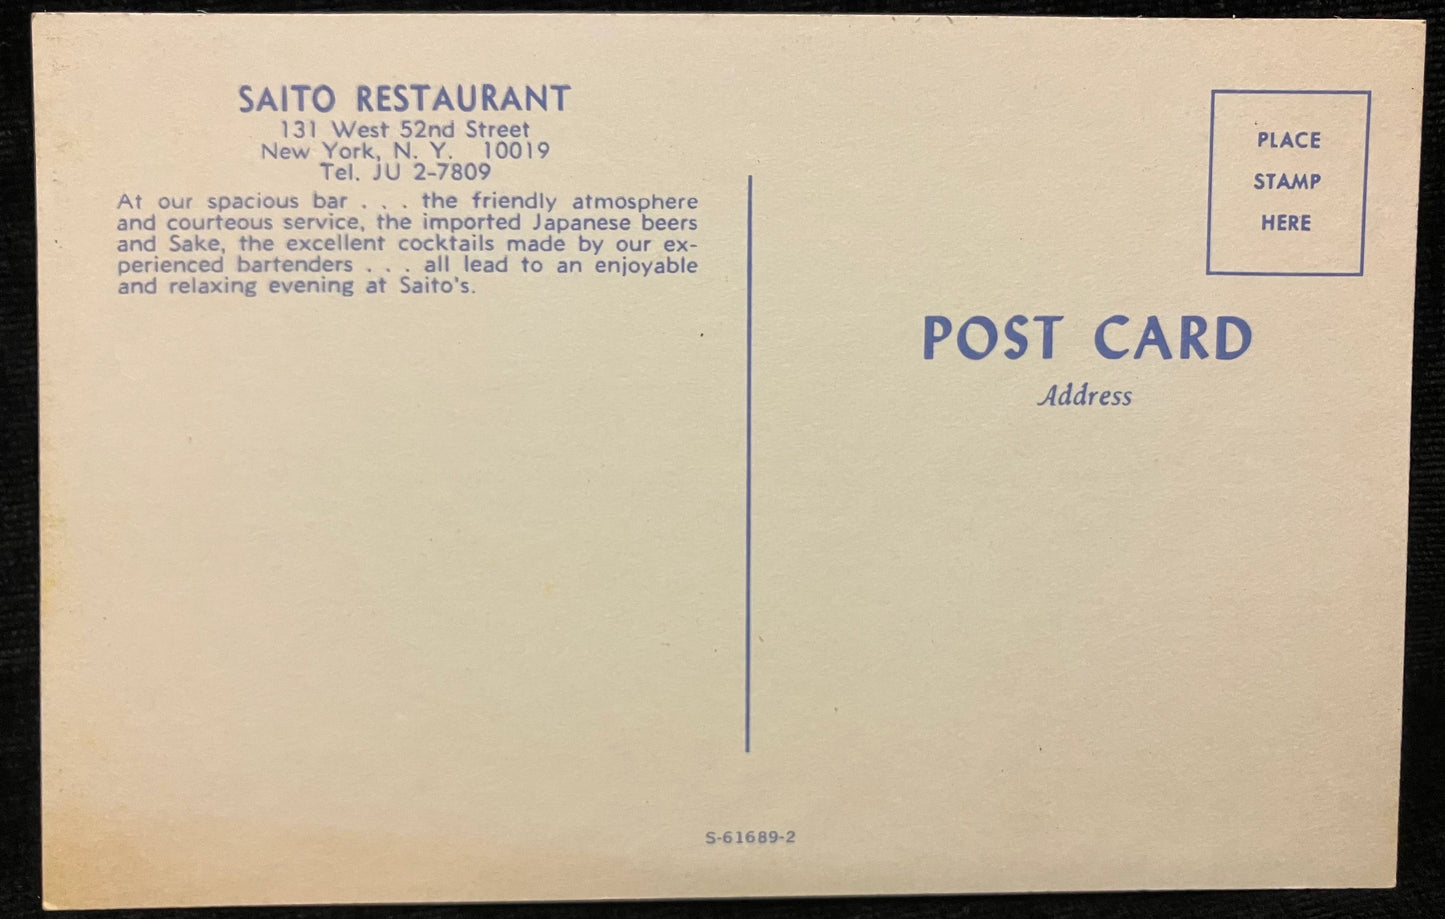 SAITO RESTAURANT
131 West 52nd Street
New York, N. Y. 10019
Tel. JU 2-7809
At our spacious bar . . . the friendly atmosphere
and courteous service, the imported Japanese beers
and Sake, the excellent cocktails made by our ex-
perienced bartenders . . . all lead to an enjoyable
and relaxing evening at Saito's.
PLACE
STAMP
HERE
POST CARD
Address
S-61689-2